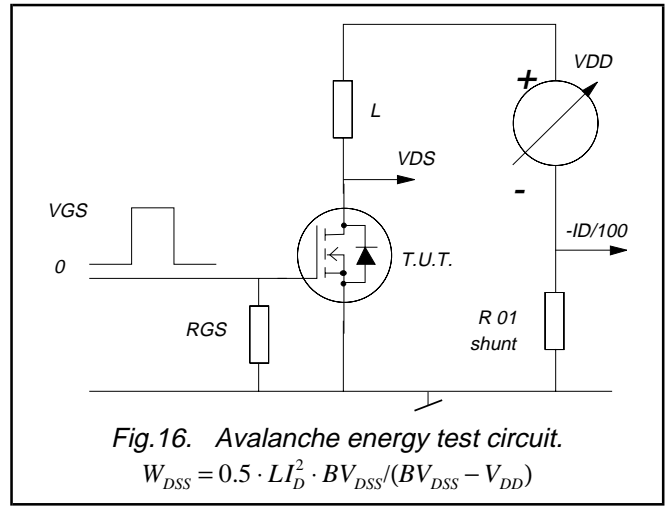 +
VDD
L
VDS
-
VGS
-ID/100
0
T.U.T.
RGS
R 01
shunt
Fig.16. Avalanche energy test circuit.
W_DSS = 0.5 · LI_D^2 · BV_DSS/(BV_DSS − V_DD)